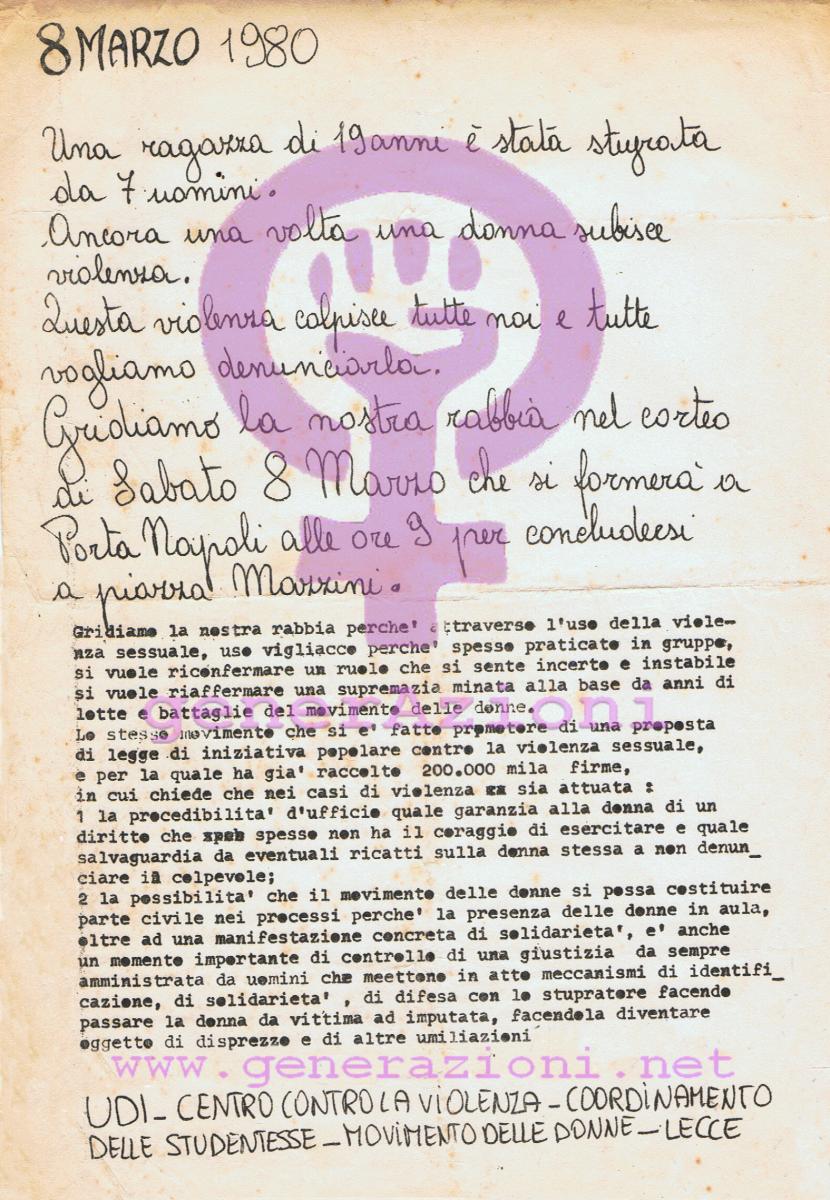 8 MARZO 1980
Una ragazza di 19 anni è stata stuprata
da 7 uomini.
Ancora una volta una donna subisce
violenza.
Questa violenza colpisce tutte noi e tutte
vogliamo denunciarla.
Gridiamo la nostra rabbia nel corteo
di Sabato 8 Marzo che si formerà a
Porta Napoli alle ore 9 per concludersi
a piazza Mazzini.
Gridiamo la nostra rabbia perche' attraverso l'uso della viole-
nza sessuale, uso vigliacco perche' spesso praticato in gruppo,
si vuole riconfermare un ruolo che si sente incerto e instabile
si vuole riaffermare una supremazia minata alla base da anni di
lotte e battaglie del movimento delle donne.
generAzioni
Lo stesso movimento che si e' fatto promotore di una proposta
di legge di iniziativa popolare contro la violenza sessuale,
e per la quale ha gia' raccolto 200.000 mila firme,
in cui chiede che nei casi di violenza sia attuata :
1 la procedibilita' d'ufficio quale garanzia alla donna di un
diritto che spesso non ha il coraggio di esercitare e quale
salvaguardia da eventuali ricatti sulla donna stessa a non denun_
ciare il colpevole;
2 la possibilita' che il movimento delle donne si possa costituire
parte civile nei processi perche' la presenza delle donne in aula,
oltre ad una manifestazione concreta di solidarieta', e' anche
un momento importante di controllo di una giustizia da sempre
amministrata da uomini che meettono in atto meccanismi di identifi_
cazione, di solidarieta' , di difesa con lo stupratore facendo
passare la donna da vittima ad imputata, facendola diventare
oggetto di disprezzo e di altre umiliazioni
www.generazioni.net
UDI_ CENTRO CONTRO LA VIOLENZA _ COORDINAMENTO
DELLE STUDENTESSE _ MOVIMENTO DELLE DONNE _ LECCE